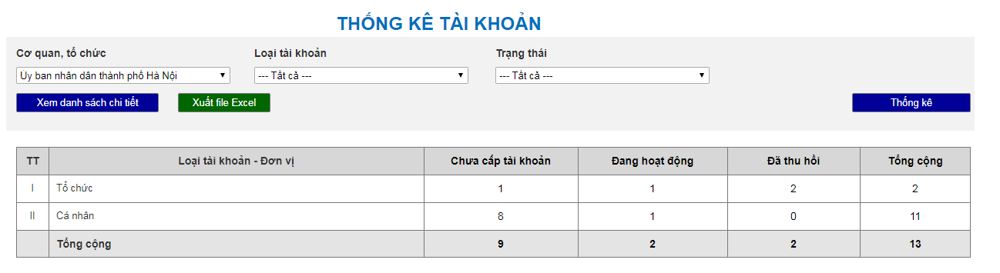 THỐNG KÊ TÀI KHOẢN
Cơ quan, tổ chức Loại tài khoản Trạng thái
Ủy ban nhân dân thành phố Hà Nội --- Tất cả --- --- Tất cả ---
Xem danh sách chi tiết Xuất file Excel Thống kê
TT Loại tài khoản - Đơn vị Chưa cấp tài khoản Đang hoạt động Đã thu hồi Tổng cộng
I Tổ chức 1 1 2 2
II Cá nhân 8 1 0 11
Tổng cộng 9 2 2 13